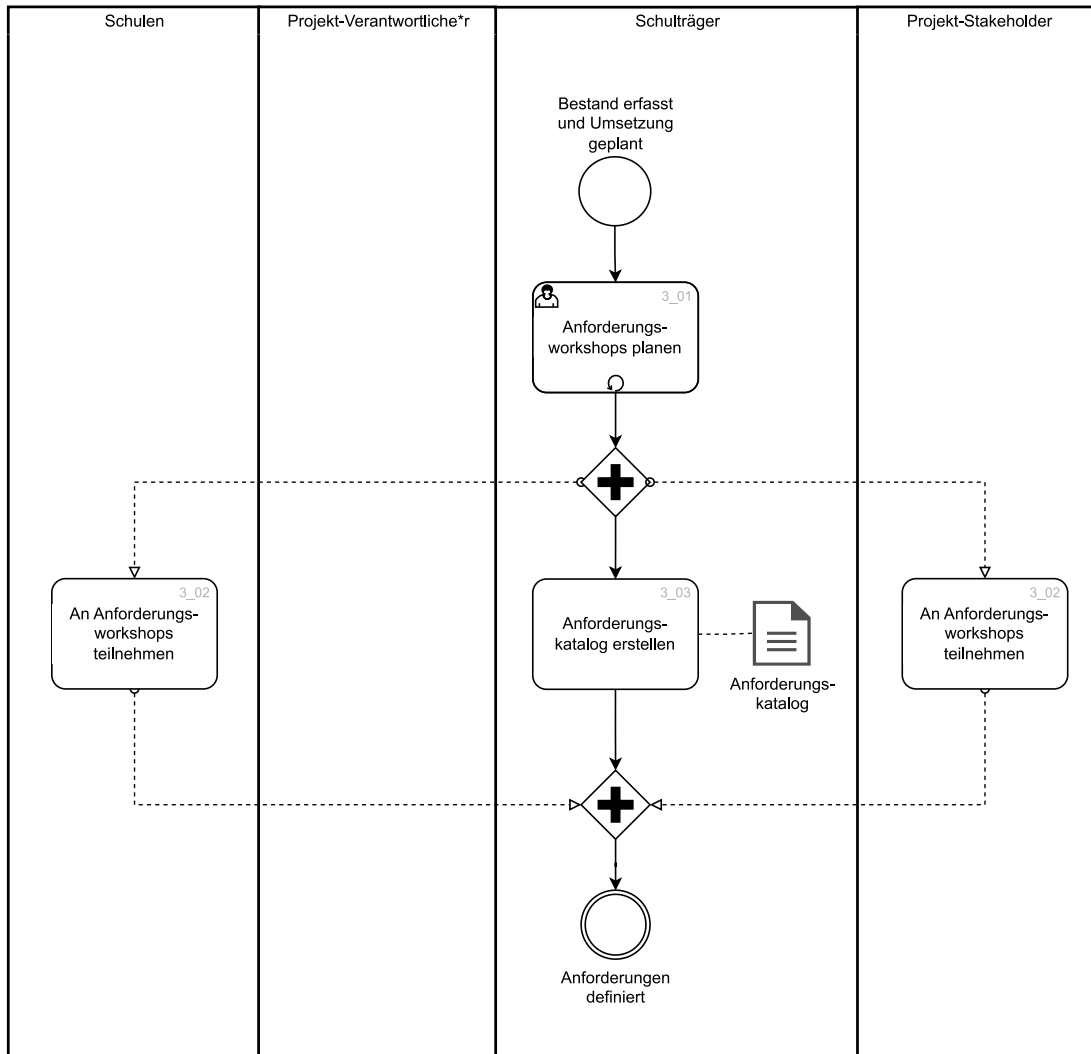 Schulen
Projekt-Verantwortliche*r
Schulträger
Projekt-Stakeholder
Bestand erfasst
und Umsetzung
geplant
3_01
Anforderungs-
workshops planen
3_02
An Anforderungs-
workshops
teilnehmen
3_03
Anforderungs-
katalog erstellen
Anforderungs-
katalog
3_02
An Anforderungs-
workshops
teilnehmen
Anforderungen
definiert